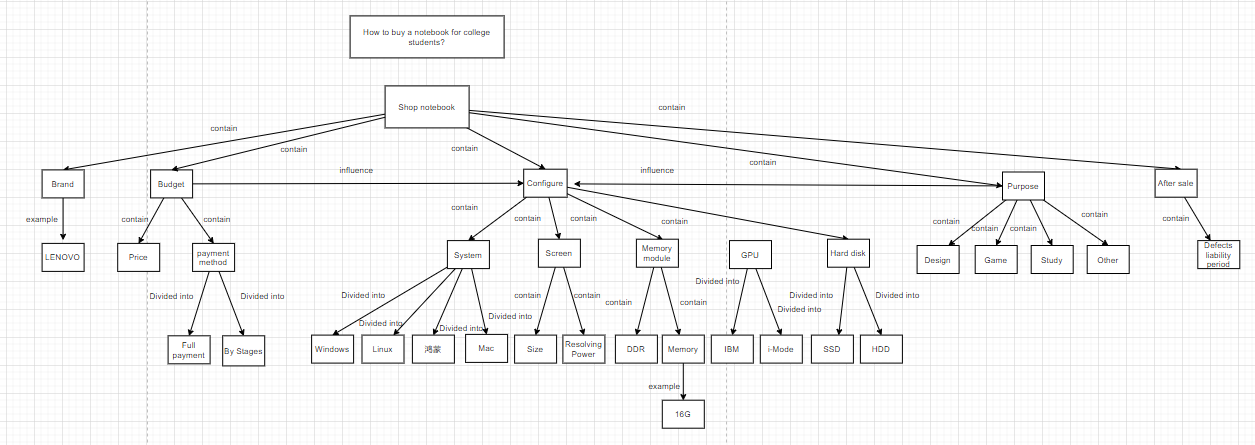 How to buy a notebook for college
students?
Shop notebook
contain
contain
contain
contain
contain
Brand
Budget
influence
Configure
influence
Purpose
After sale
example
contain
contain
contain
contain
contain
contain
contain
contain
contain
contain
contain
LENOVO
Price
payment
method
System
Screen
Memory
module
GPU
Hard disk
Design
Game
Study
Other
Defects
liability
period
Divided into
Divided into
Divided into
Divided into
Divided into
Divided into
contain
contain
contain
contain
Divided into
Divided into
Divided into
Divided into
Full
payment
By Stages
Windows
Linux
鸿蒙
Mac
Size
Resolving
Power
DDR
Memory
IBM
i-Mode
SSD
HDD
example
16G